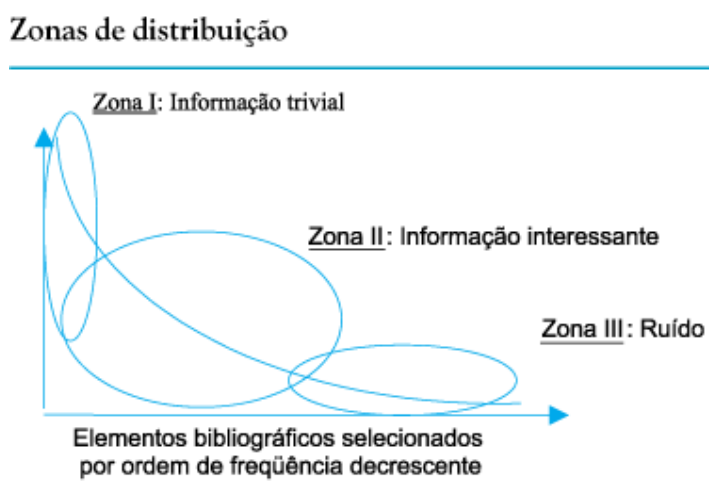 Zonas de distribuição
Zona I: Informação trivial
Zona II: Informação interessante
Zona III: Ruído
Elementos bibliográficos selecionados
por ordem de freqüência decrescente